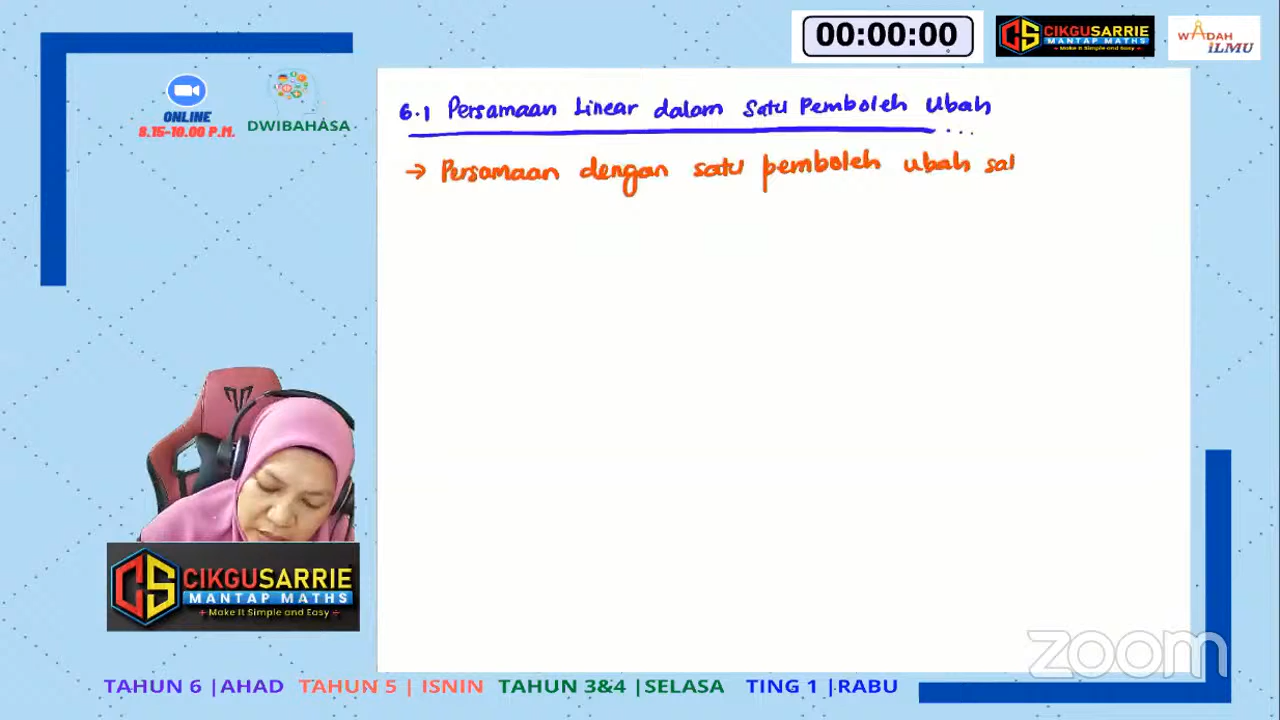 00:00:00
CS CIKGUSARRIE
MANTAP MATHS
Make It Simple and Easy
WADAH
iLMU
ONLINE
8.15-10.00 P.M.
DWIBAHASA
6.1 Persamaan Linear dalam Satu Pemboleh Ubah
→ Persamaan dengan satu pemboleh ubah sal
CS CIKGUSARRIE
MANTAP MATHS
+ Make It Simple and Easy +
zoom
TAHUN 6 |AHAD TAHUN 5 | ISNIN TAHUN 3&4 |SELASA TING 1 |RABU